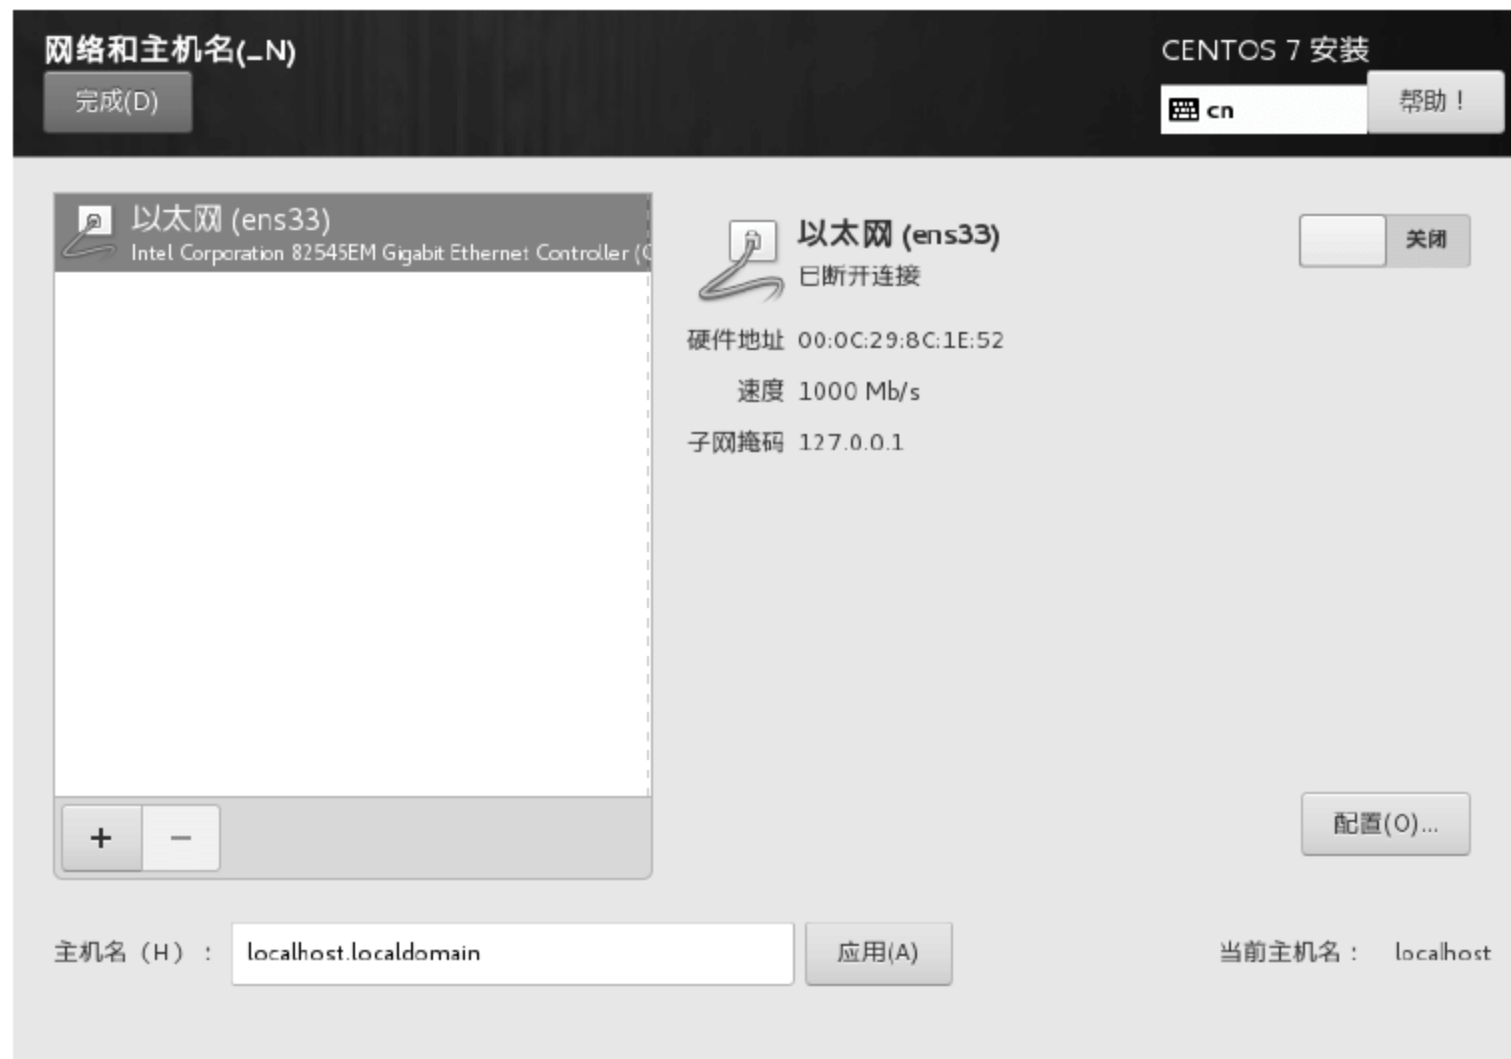 网络和主机名(_N)
完成(D)
CENTOS 7 安装
cn
帮助！
以太网 (ens33)
Intel Corporation 82545EM Gigabit Ethernet Controller (
以太网 (ens33)
已断开连接
关闭
硬件地址 00:0C:29:8C:1E:52
速度 1000 Mb/s
子网掩码 127.0.0.1
+ −
配置(O)...
主机名（H）： localhost.localdomain
应用(A)
当前主机名： localhost